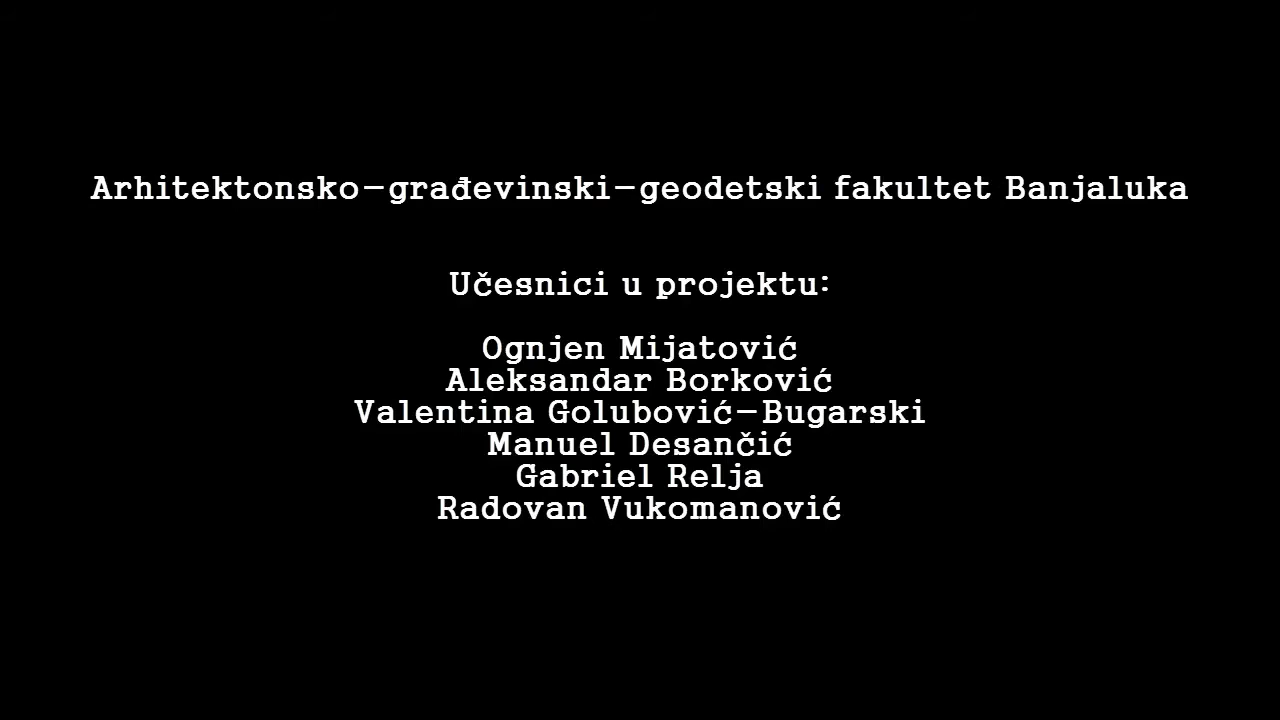 Arhitektonsko-građevinski-geodetski fakultet Banjaluka
Učesnici u projektu:
Ognjen Mijatović
Aleksandar Borković
Valentina Golubović-Bugarski
Manuel Desančić
Gabriel Relja
Radovan Vukomanović